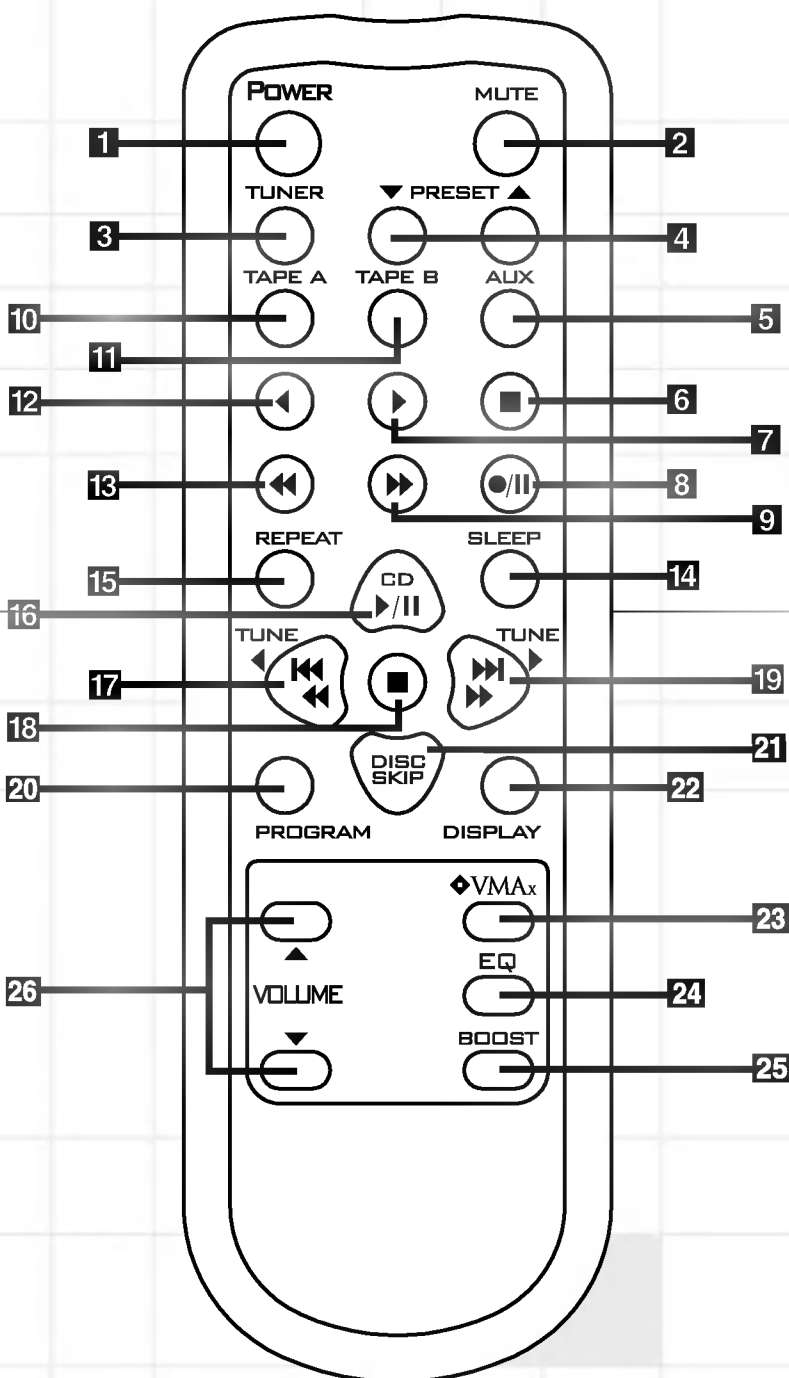 POWER MUTE
1 2
TUNER ▼ PRESET ▲
3 4
TAPE A TAPE B AUX
10 5
11
12 6
7
13 8
9
REPEAT SLEEP
15 14
CD
16
TUNE TUNE
17 19
18
DISC
SKIP
21
20 22
PROGRAM DISPLAY
VMAx
23
EQ
26 VOLUME 24
BOOST
25